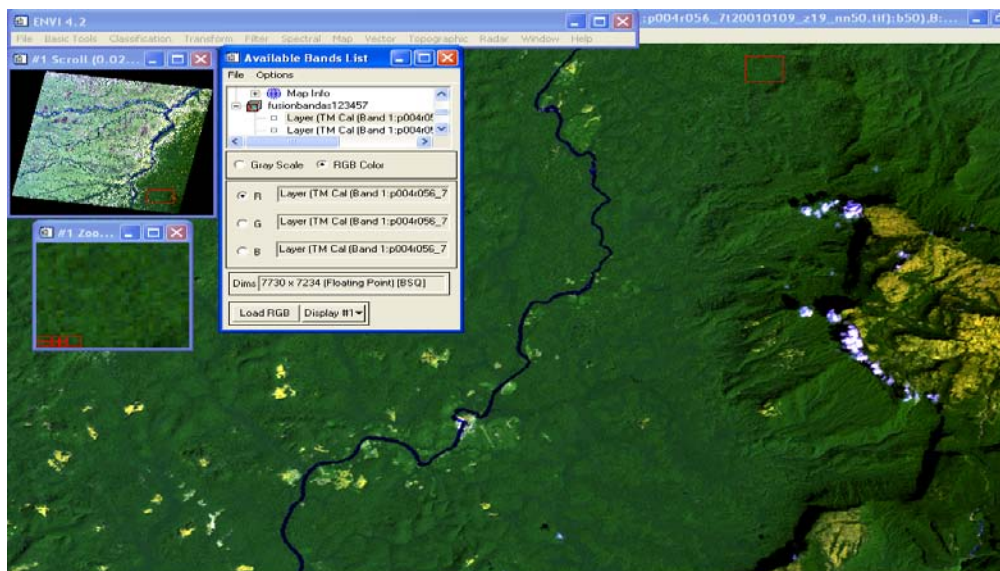 ENVI 4.2
:p004r056_7t20010109_z19_nn50.tif):b50),B:...
File Basic Tools Classification Transform Filter Spectral Map Vector Topographic Radar Window Help
#1 Scroll (0.02...
Available Bands List
File Options
Map Info
fusionbandas123457
Layer (TM Cal (Band 1:p004r05
Layer (TM Cal (Band 1:p004r05
Gray Scale RGB Color
R Layer (TM Cal (Band 1:p004r056_7
G Layer (TM Cal (Band 1:p004r056_7
B Layer (TM Cal (Band 1:p004r056_7
#1 Zoo...
Dims 7730 x 7234 (Floating Point) [BSQ]
Load RGB Display #1